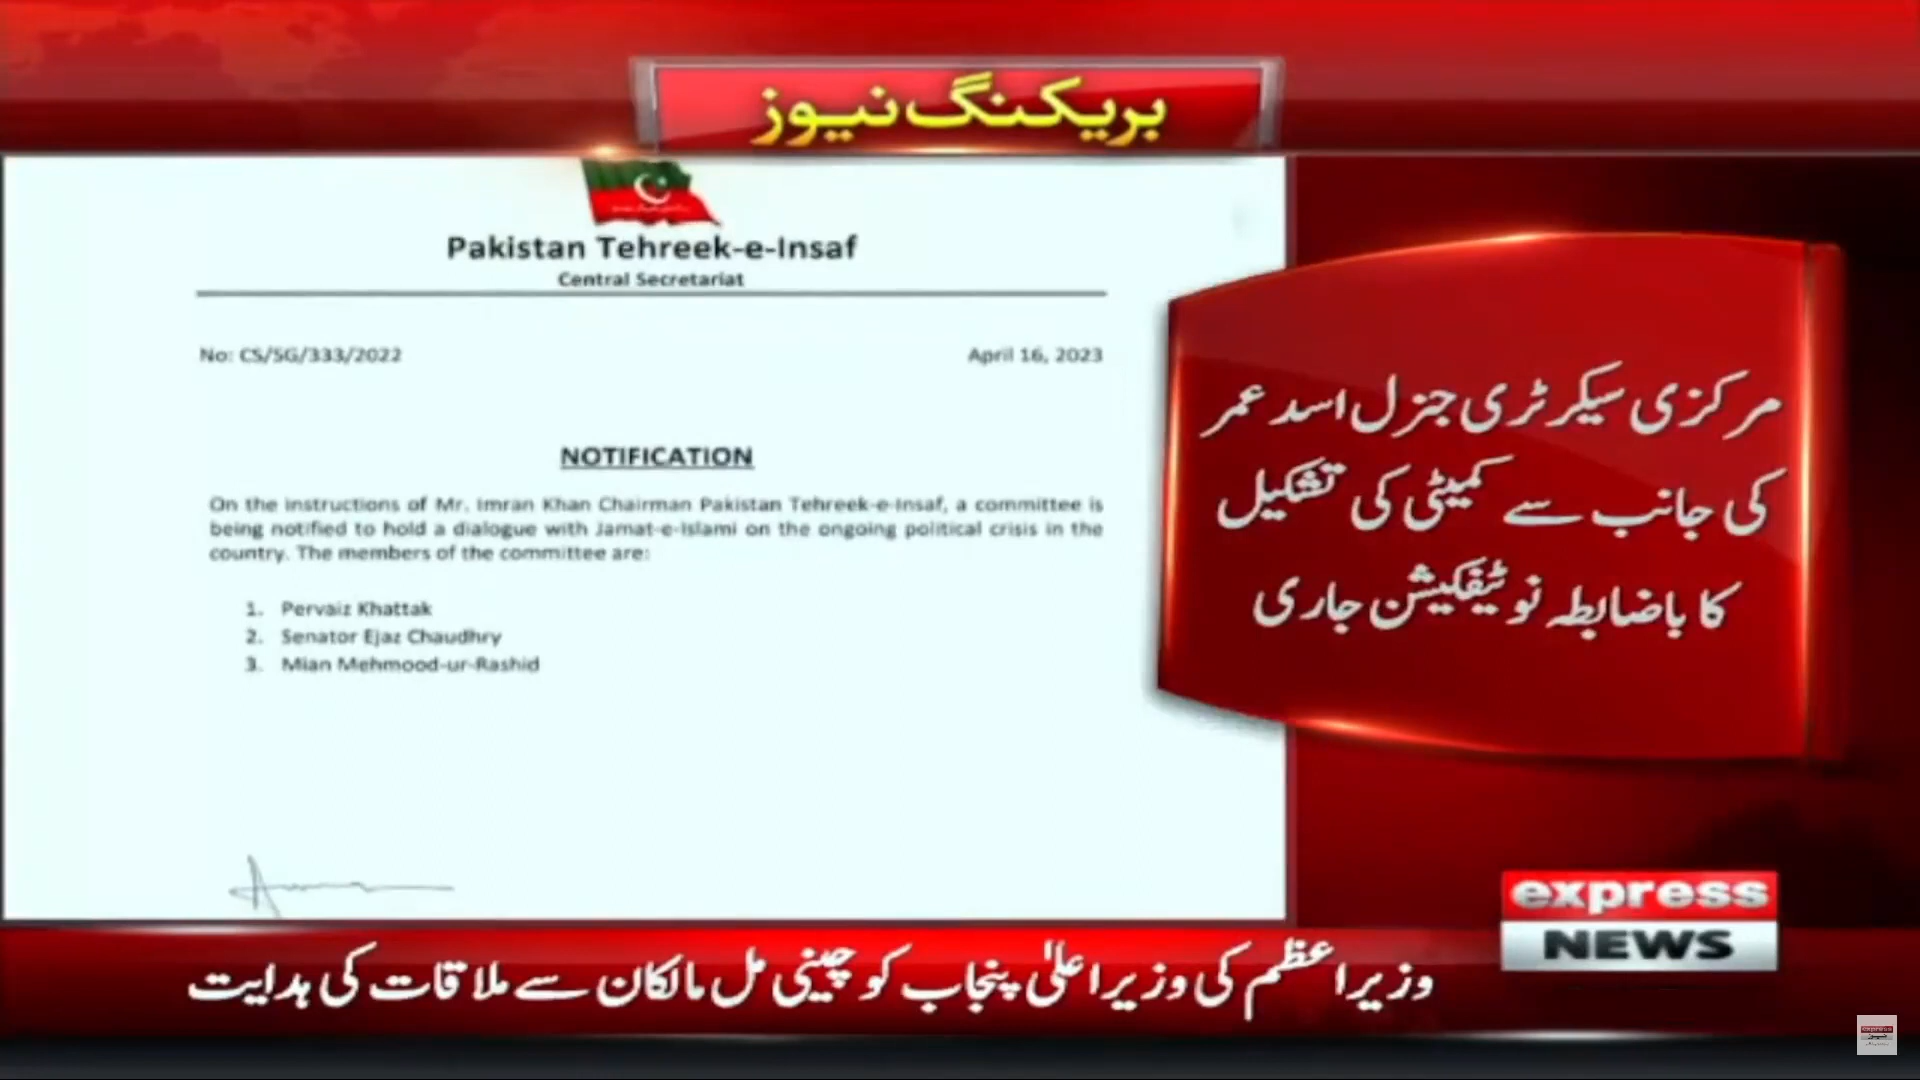 بریکنگ نیوز
Pakistan Tehreek-e-Insaf
Central Secretariat
No: CS/SG/333/2022
April 16, 2023
NOTIFICATION
On the instructions of Mr. Imran Khan Chairman Pakistan Tehreek-e-Insaf, a committee is
being notified to hold a dialogue with Jamat-e-Islami on the ongoing political crisis in the
country. The members of the committee are:
1. Pervaiz Khattak
2. Senator Ejaz Chaudhry
3. Mian Mehmood-ur-Rashid
مرکزی سیکرٹری جنرل اسد عمر
کی جانب سے کمیٹی کی تشکیل
کا باضابطہ نوٹیفکیشن جاری
express
NEWS
وزیراعظم کی وزیراعلیٰ پنجاب کو چینی مل مالکان سے ملاقات کی ہدایت